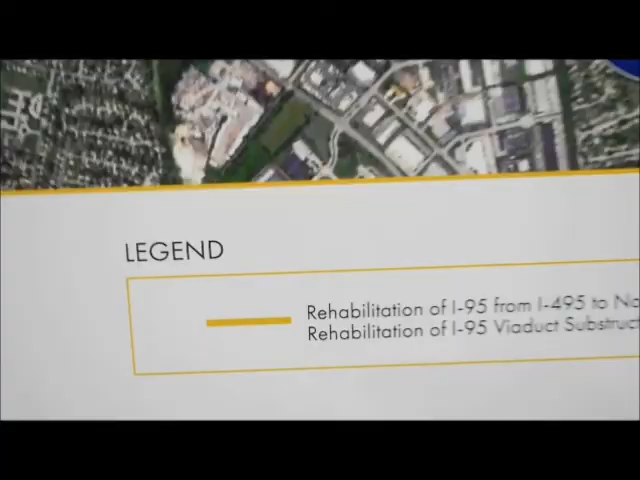 LEGEND
Rehabilitation of I-95 from I-495 to
Rehabilitation of I-95 Viaduct